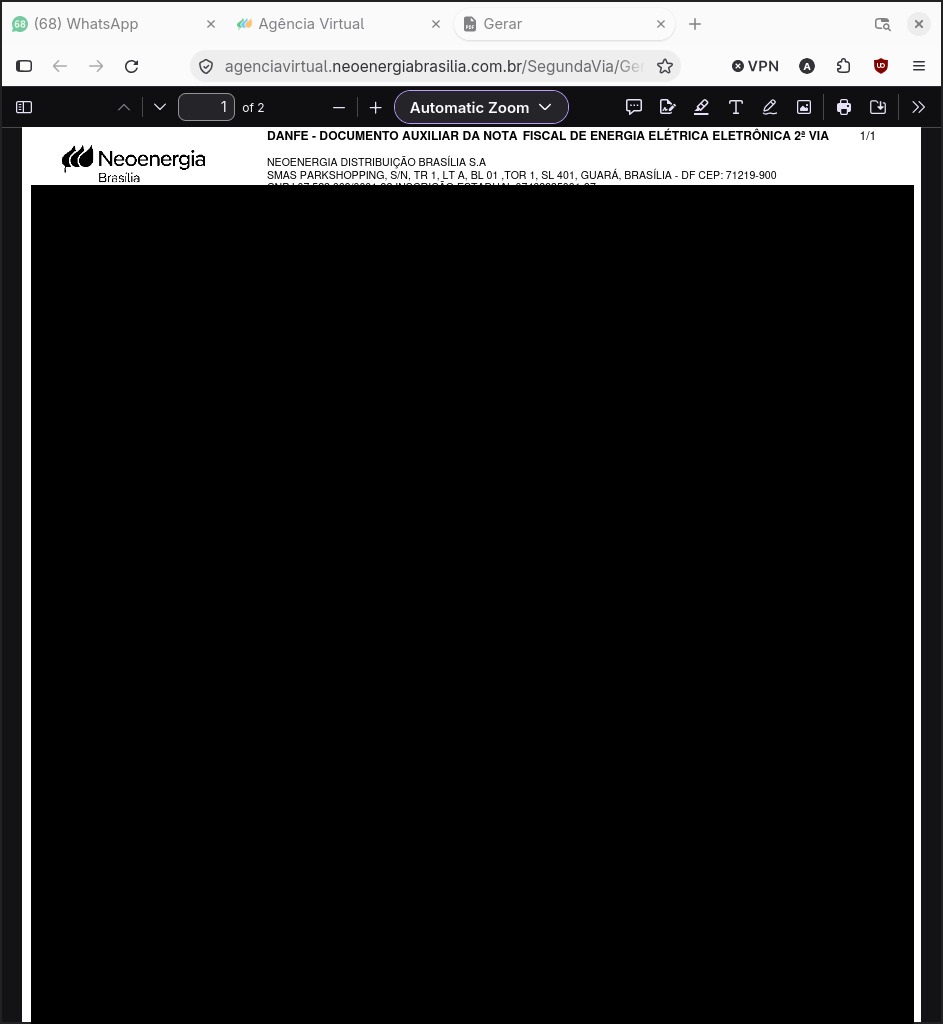 68 (68) WhatsApp
Agência Virtual
PDF Gerar
agenciavirtual.neoenergiabrasilia.com.br/SegundaVia/Ge
VPN
A
1 of 2
Automatic Zoom
DANFE - DOCUMENTO AUXILIAR DA NOTA FISCAL DE ENERGIA ELÉTRICA ELETRÔNICA 2ª VIA 1/1
Neoenergia
Brasília
NEOENERGIA DISTRIBUIÇÃO BRASÍLIA S.A
SMAS PARKSHOPPING, S/N, TR 1, LT A, BL 01 ,TOR 1, SL 401, GUARÁ, BRASÍLIA - DF CEP: 71219-900